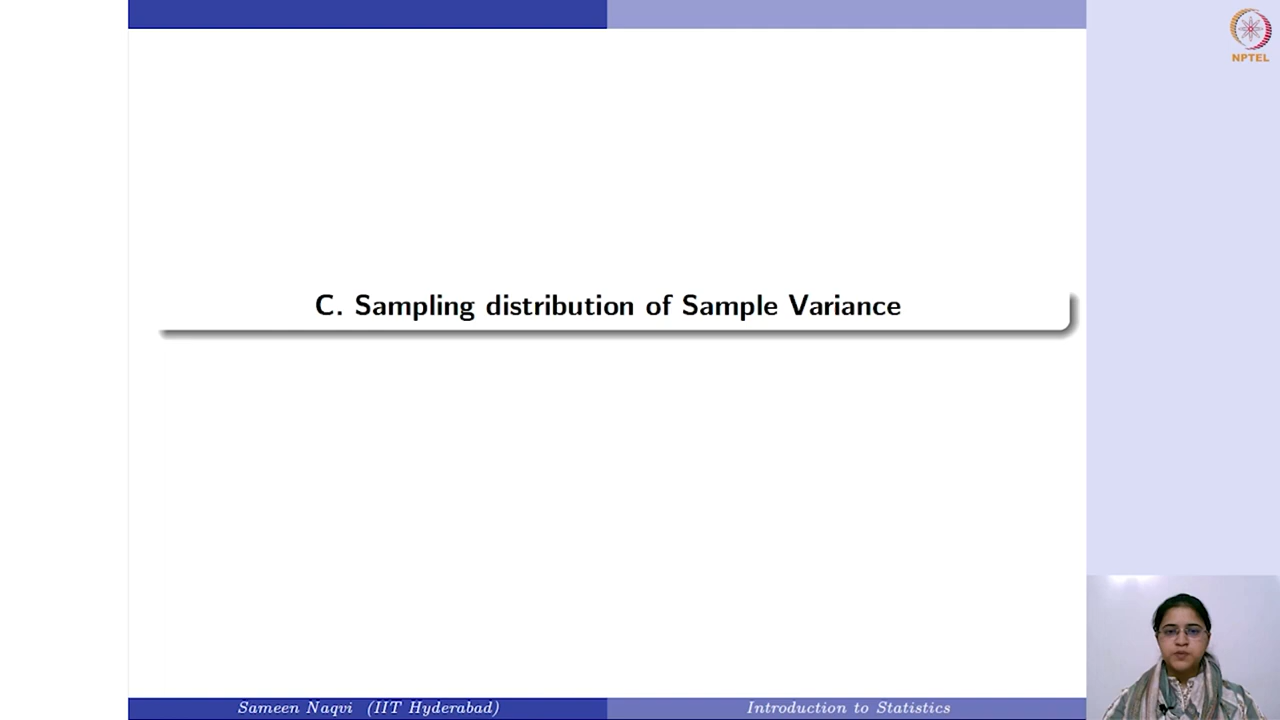 NPTEL
C. Sampling distribution of Sample Variance
Sameen Naqvi (IIT Hyderabad) Introduction to Statistics